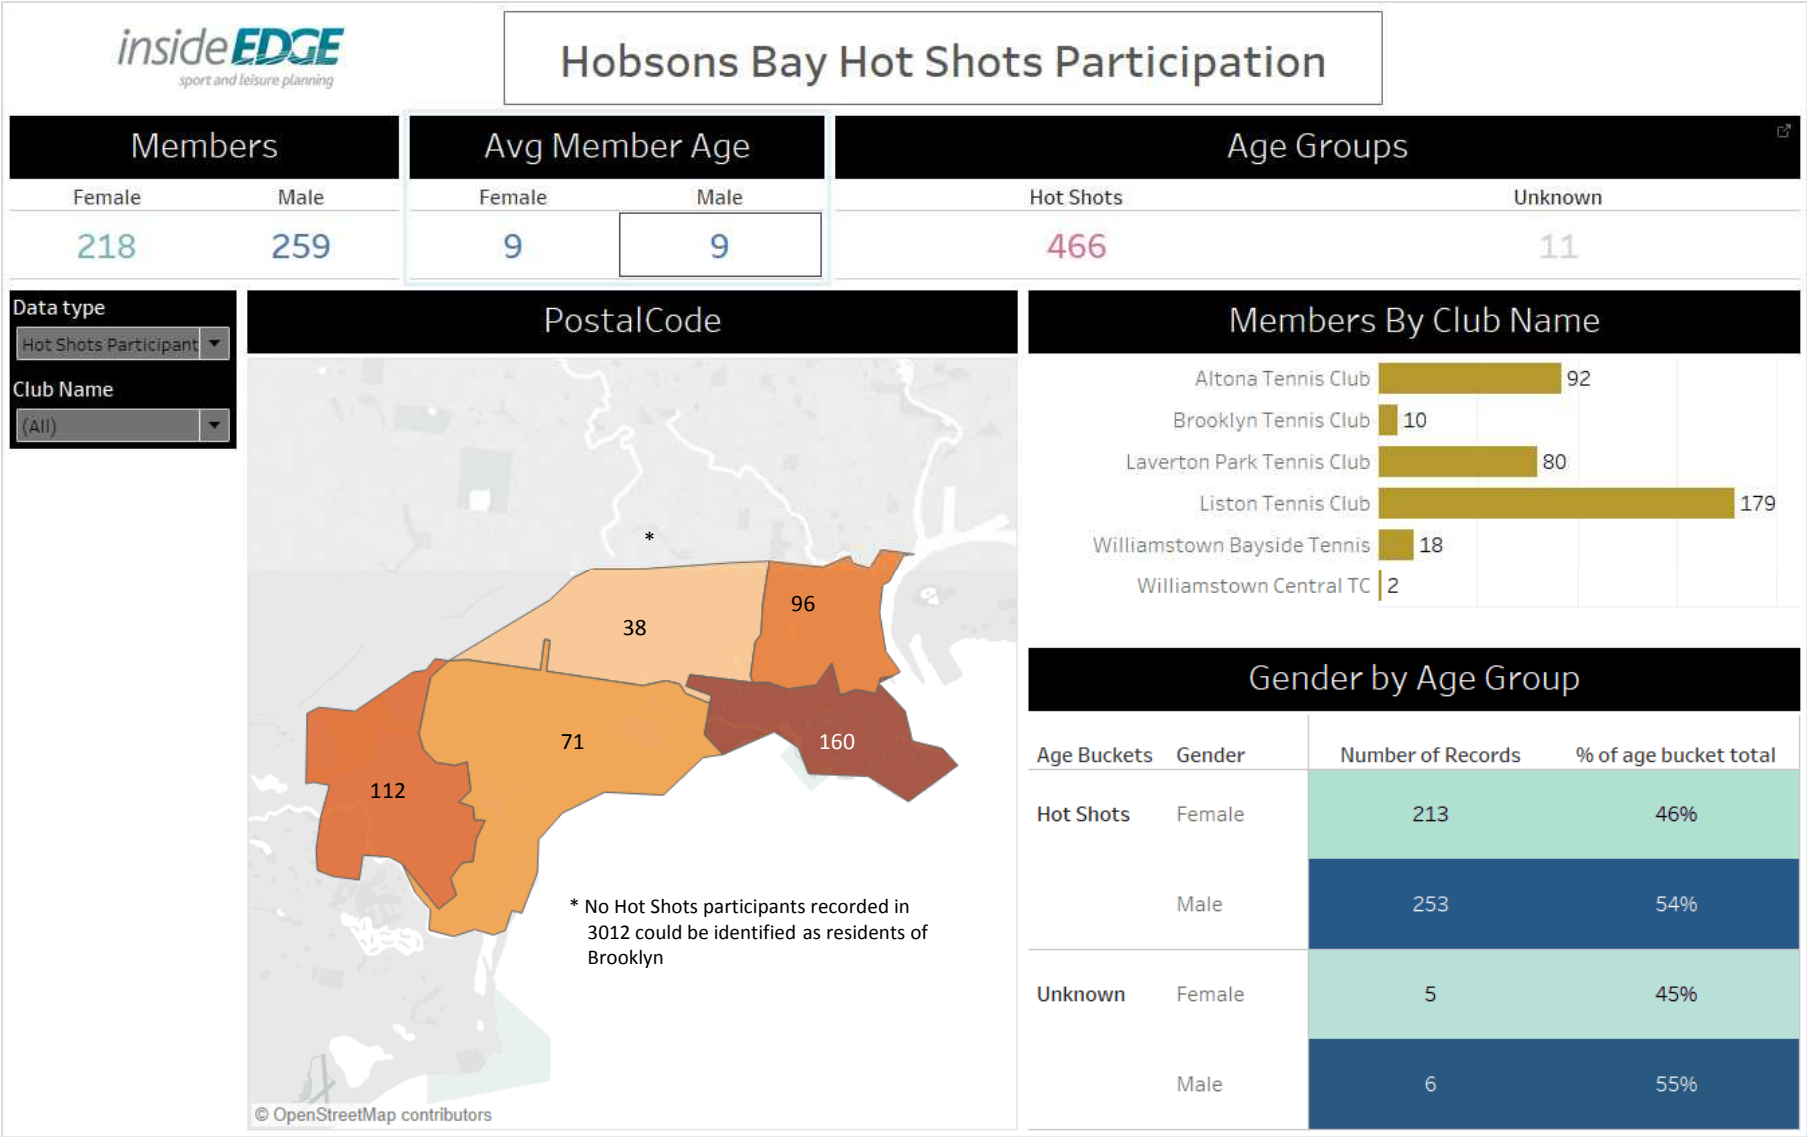 inside EDGE
sport and leisure planning
Hobsons Bay Hot Shots Participation
Members
Female Male
218 259
Avg Member Age
Female Male
9 9
Age Groups
Hot Shots Unknown
466 11
Data type
Hot Shots Participant
Club Name
(All)
PostalCode
*
38
96
71
160
112
* No Hot Shots participants recorded in
3012 could be identified as residents of
Brooklyn
© OpenStreetMap contributors
Members By Club Name
Altona Tennis Club 92
Brooklyn Tennis Club 10
Laverton Park Tennis Club 80
Liston Tennis Club 179
Williamstown Bayside Tennis 18
Williamstown Central TC 2
Gender by Age Group
Age Buckets Gender Number of Records % of age bucket total
Hot Shots Female 213 46%
Male 253 54%
Unknown Female 5 45%
Male 6 55%